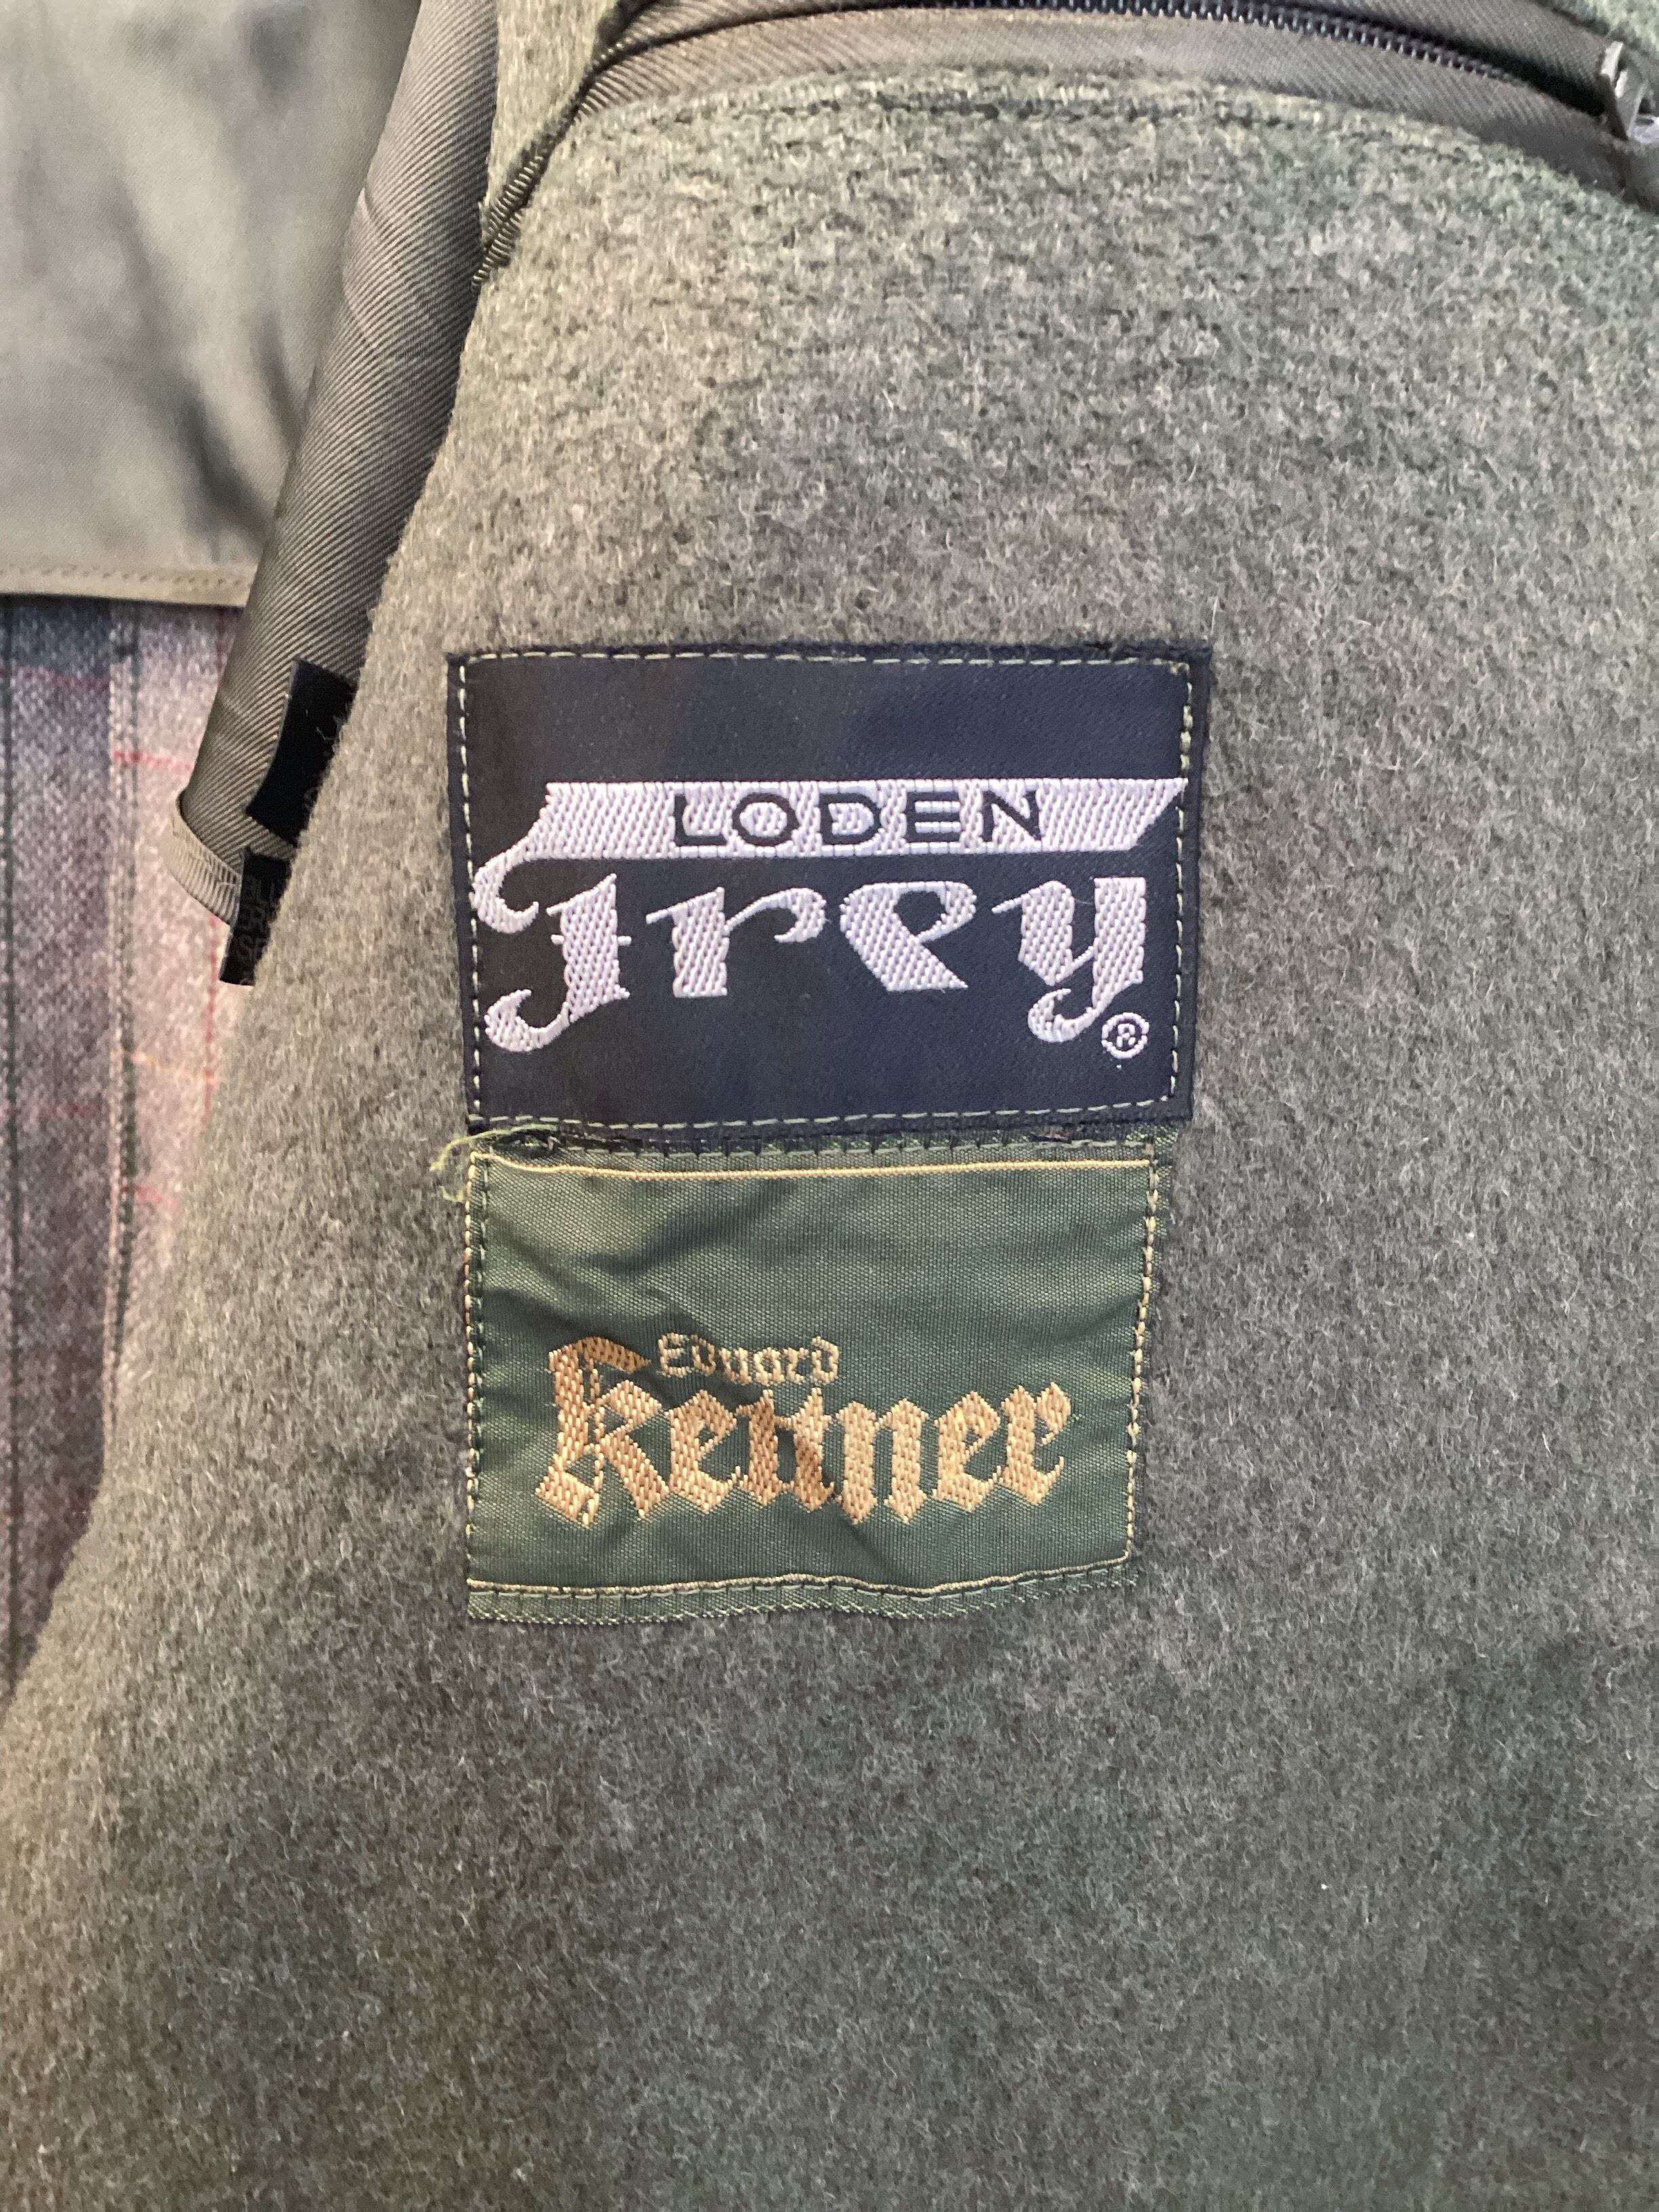 LODEN
Frey
®
Eduard
Kettner